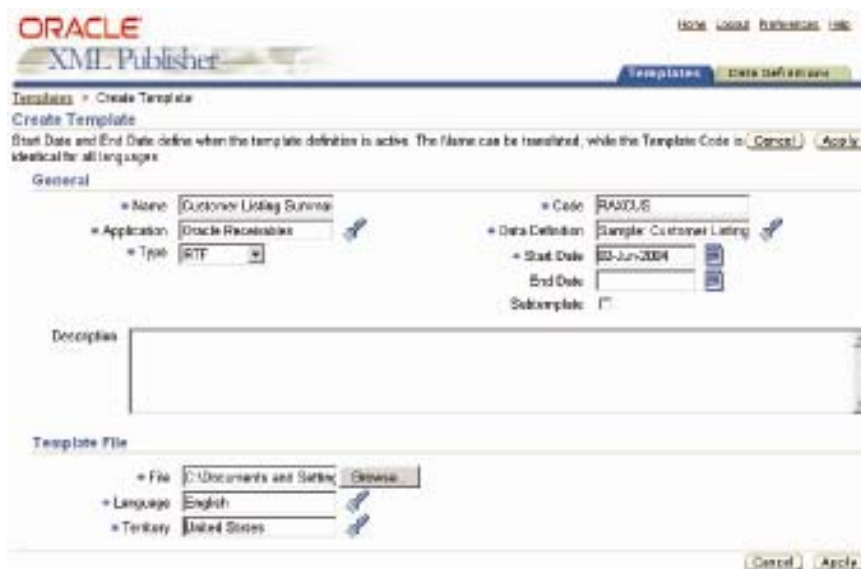 ORACLE
Home Logout Preferences Help
XML Publisher
Templates Data Definitions
Templates > Create Template
Create Template
Start Date and End Date define when the template definition is active. The Name can be translated, while the Template Code is Cancel Apply
identical for all languages
General
* Name Customer Listing Summar
* Code RAXCUS
* Application Oracle Receivables
* Data Definition Sample: Customer Listing
* Type RTF
* Start Date 03-Jun-2004
End Date
Subtemplate
Description
Template File
* File C:\Documents and Setting Browse...
* Language English
* Territory United States
Cancel Apply